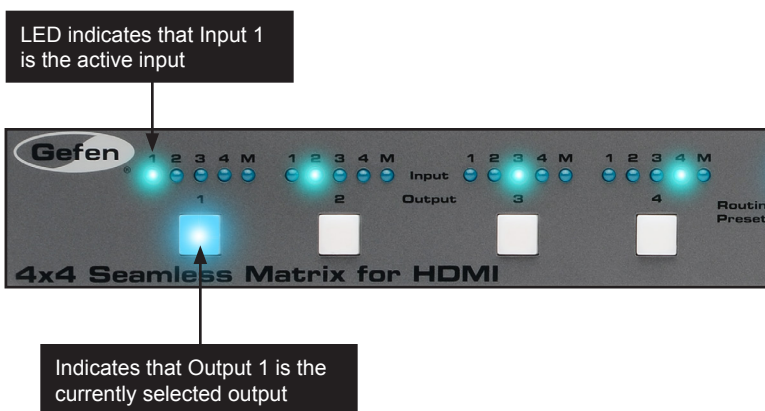 LED indicates that Input 1
is the active input
Gefen®
1 2 3 4 M 1 2 3 4 M Input 1 2 3 4 M 1 2 3 4 M
1 2 Output 3 4
Routin
Preset
4x4 Seamless Matrix for HDMI
Indicates that Output 1 is the
currently selected output